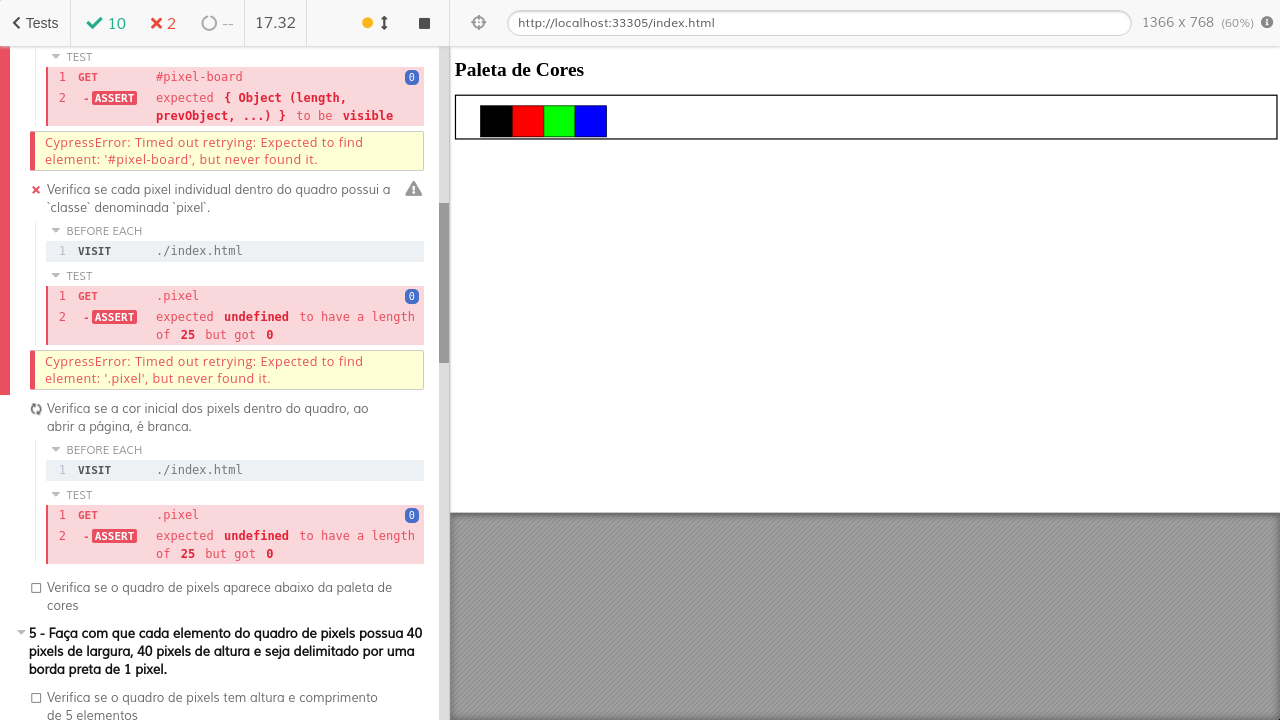 Tests 10 2 -- 17.32 http://localhost:33305/index.html 1366 x 768 (60%)
TEST
1 GET #pixel-board 0
2 -ASSERT expected { Object (length,
prevObject, ...) } to be visible
CypressError: Timed out retrying: Expected to find
element: '#pixel-board', but never found it.
Verifica se cada pixel individual dentro do quadro possui a
`classe` denominada `pixel`.
BEFORE EACH
1 VISIT ./index.html
TEST
1 GET .pixel 0
2 -ASSERT expected undefined to have a length
of 25 but got 0
CypressError: Timed out retrying: Expected to find
element: '.pixel', but never found it.
Verifica se a cor inicial dos pixels dentro do quadro, ao
abrir a página, é branca.
BEFORE EACH
1 VISIT ./index.html
TEST
1 GET .pixel 0
2 -ASSERT expected undefined to have a length
of 25 but got 0
Verifica se o quadro de pixels aparece abaixo da paleta de
cores
5 - Faça com que cada elemento do quadro de pixels possua 40
pixels de largura, 40 pixels de altura e seja delimitado por uma
borda preta de 1 pixel.
Verifica se o quadro de pixels tem altura e comprimento
de 5 elementos
Paleta de Cores